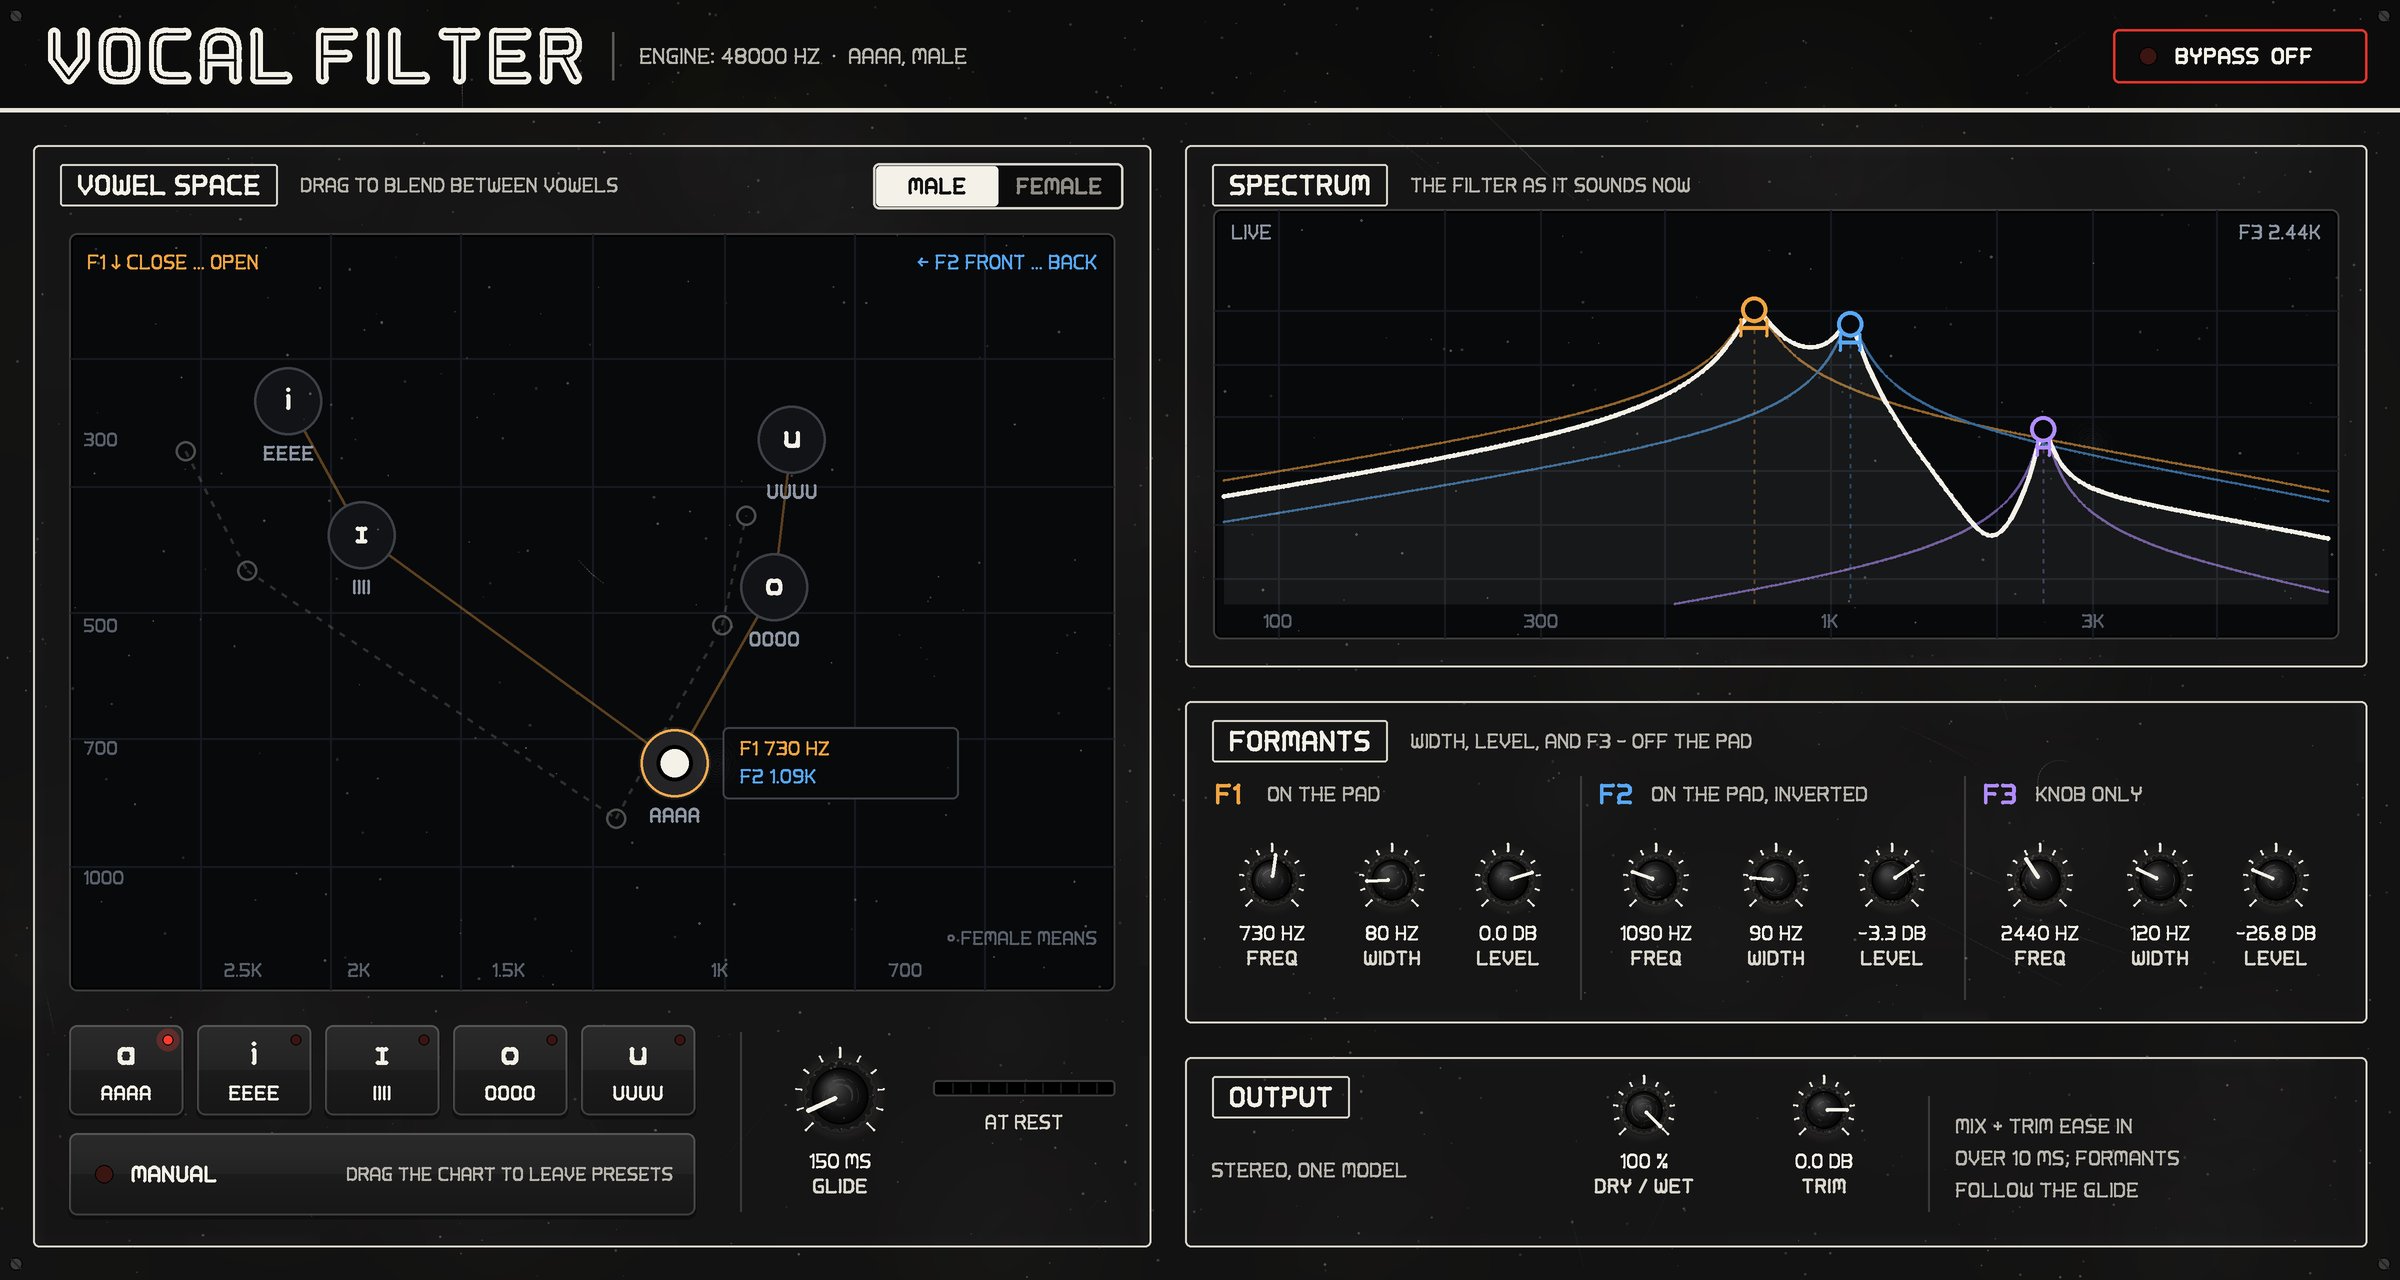 VOCAL FILTER
ENGINE: 48000 HZ · AAAA, MALE
BYPASS OFF
VOWEL SPACE
DRAG TO BLEND BETWEEN VOWELS
MALE
FEMALE
F1 ↓ CLOSE ... OPEN
← F2 FRONT ... BACK
i
EEEE
u
UUUU
300
I
IIII
o
OOOO
500
700
F1 730 HZ
F2 1.09K
AAAA
1000
FEMALE MEANS
2.5K 2K 1.5K 1K 700
a
AAAA
i
EEEE
I
IIII
o
OOOO
u
UUUU
MANUAL
DRAG THE CHART TO LEAVE PRESETS
150 MS
GLIDE
AT REST
SPECTRUM
THE FILTER AS IT SOUNDS NOW
LIVE
F3 2.44K
100 300 1K 3K
FORMANTS
WIDTH, LEVEL, AND F3 – OFF THE PAD
F1 ON THE PAD
730 HZ
FREQ
80 HZ
WIDTH
0.0 DB
LEVEL
F2 ON THE PAD, INVERTED
1090 HZ
FREQ
90 HZ
WIDTH
-3.3 DB
LEVEL
F3 KNOB ONLY
2440 HZ
FREQ
120 HZ
WIDTH
-26.8 DB
LEVEL
OUTPUT
STEREO, ONE MODEL
100 %
DRY / WET
0.0 DB
TRIM
MIX + TRIM EASE IN
OVER 10 MS; FORMANTS
FOLLOW THE GLIDE